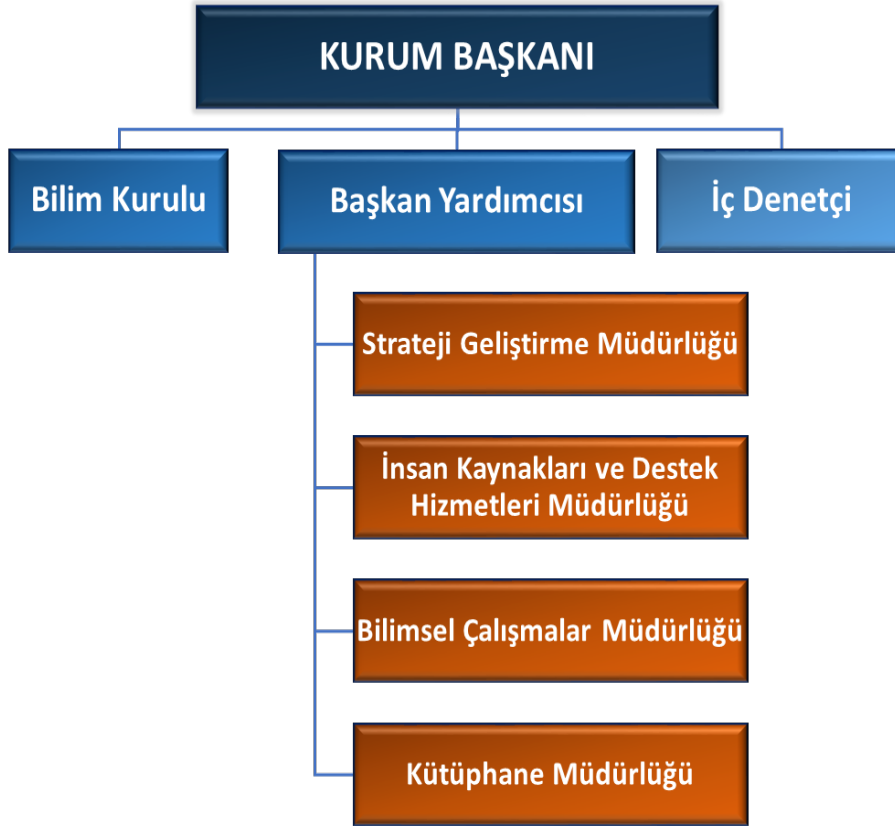 KURUM BAŞKANI
Bilim Kurulu
Başkan Yardımcısı
İç Denetçi
Strateji Geliştirme Müdürlüğü
İnsan Kaynakları ve Destek
Hizmetleri Müdürlüğü
Bilimsel Çalışmalar Müdürlüğü
Kütüphane Müdürlüğü